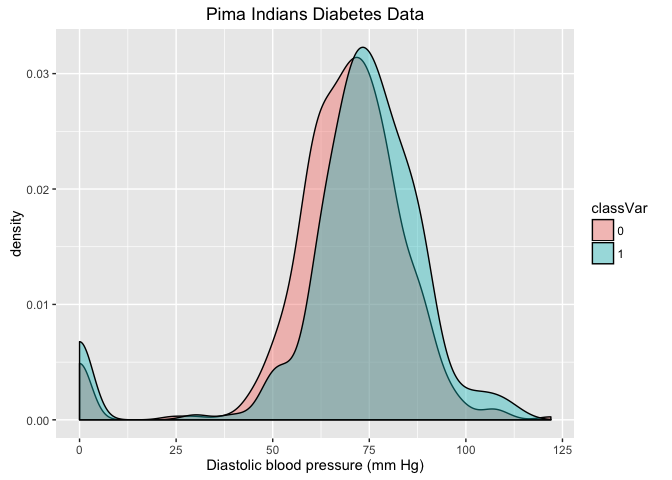 Pima Indians Diabetes Data
density
0.03
0.02
0.01
0.00
0 25 50 75 100 125
Diastolic blood pressure (mm Hg)
classVar
0
1